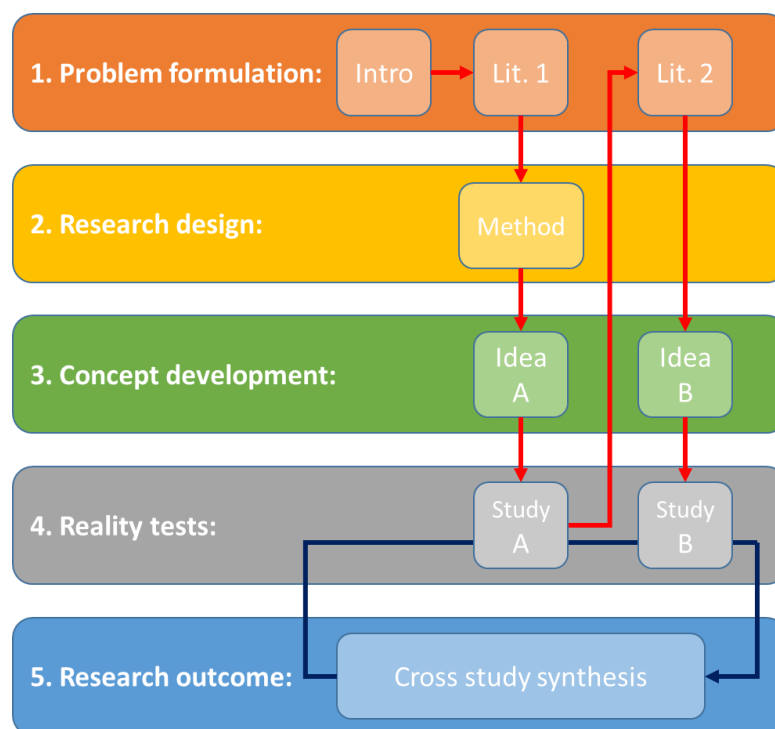 1. Problem formulation:
Intro
Lit. 1
Lit. 2
2. Research design:
Method
3. Concept development:
Idea
A
Idea
B
4. Reality tests:
Study
A
Study
B
5. Research outcome:
Cross study synthesis